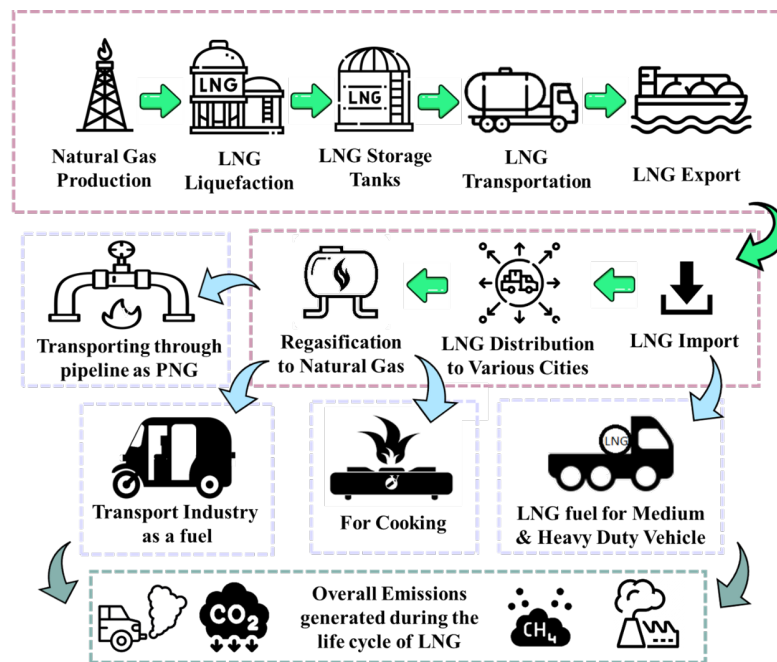 LNG
LNG
Natural Gas
Production
LNG
Liquefaction
LNG Storage
Tanks
LNG
Transportation
LNG Export
Transporting through
pipeline as PNG
Regasification
to Natural Gas
LNG Distribution
to Various Cities
LNG Import
LNG
Transport Industry
as a fuel
For Cooking
LNG fuel for Medium
& Heavy Duty Vehicle
CO2
Overall Emissions
generated during the
life cycle of LNG
CH4